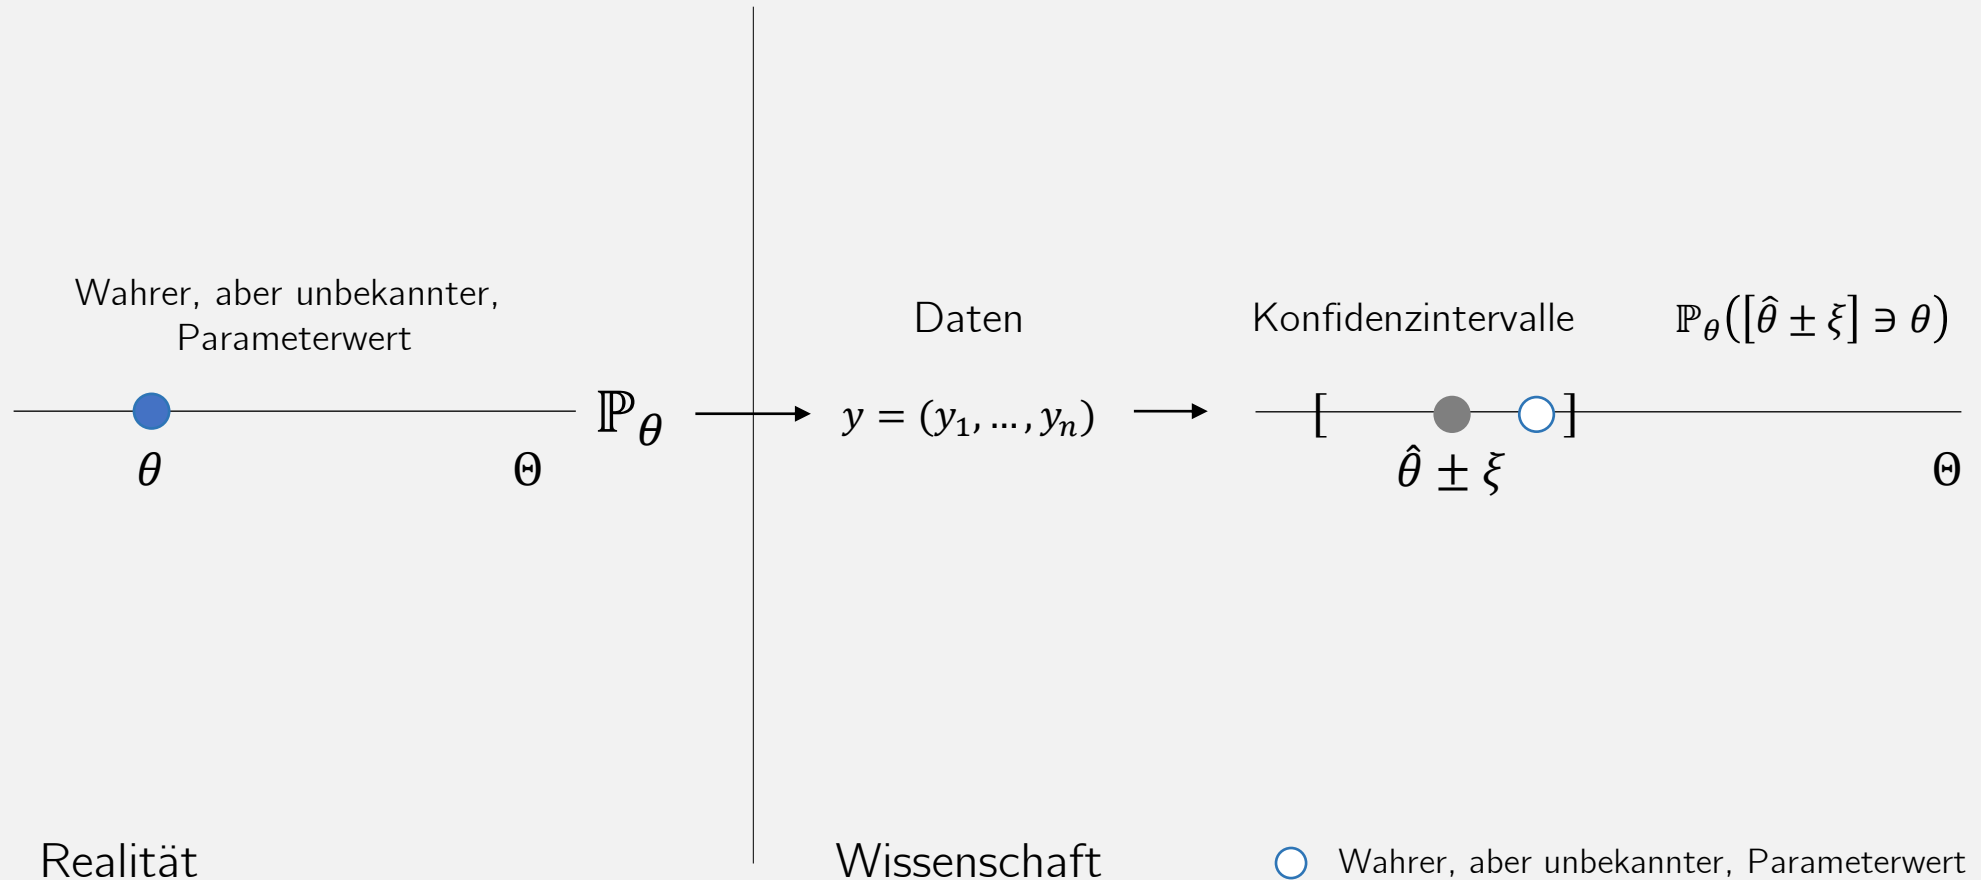 Wahrer, aber unbekannter,
Parameterwert
θ
Θ
ℙ_θ
Daten
y = (y₁, … , yₙ)
Konfidenzintervalle
ℙ_θ([θ̂ ± ξ] ∋ θ)
[ ]
θ̂ ± ξ
Θ
Realität
Wissenschaft
Wahrer, aber unbekannter, Parameterwert